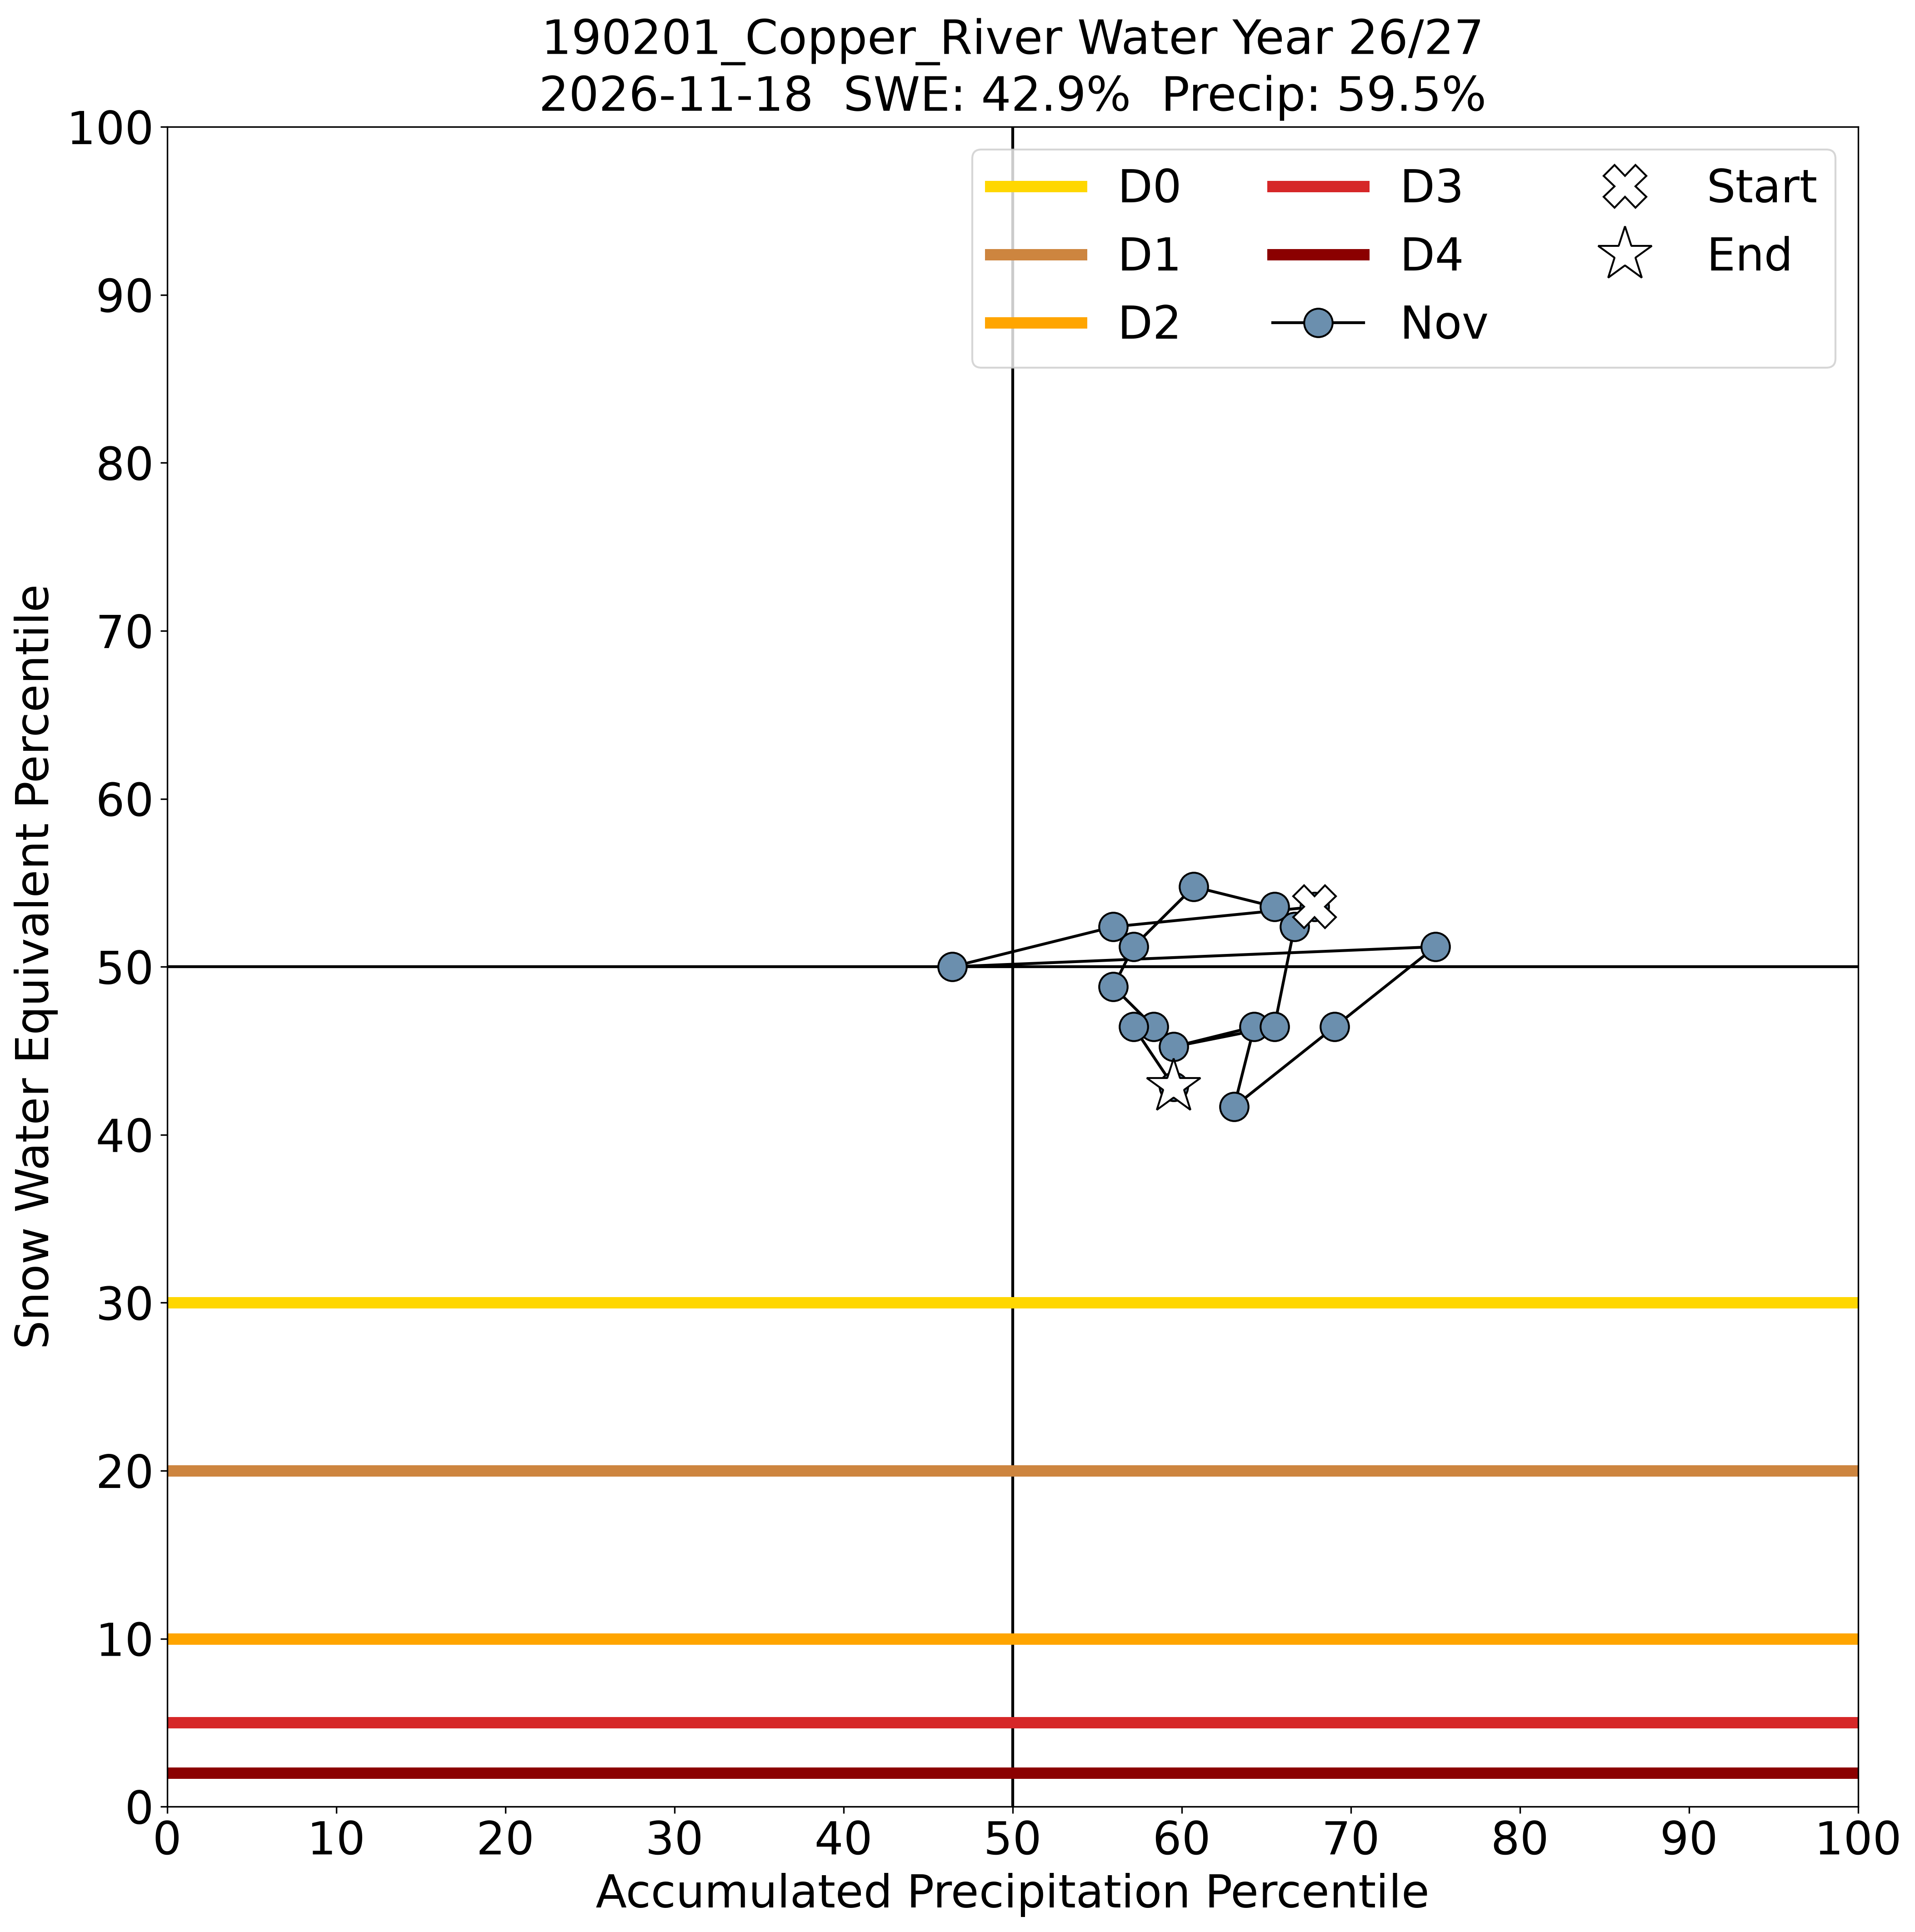 190201_Copper_River Water Year 26/27
2026-11-18  SWE: 42.9%  Precip: 59.5%
D0
D1
D2
D3
D4
Nov
Start
End
Snow Water Equivalent Percentile
100
90
80
70
60
50
40
30
20
10
0
0 10 20 30 40 50 60 70 80 90 100
Accumulated Precipitation Percentile